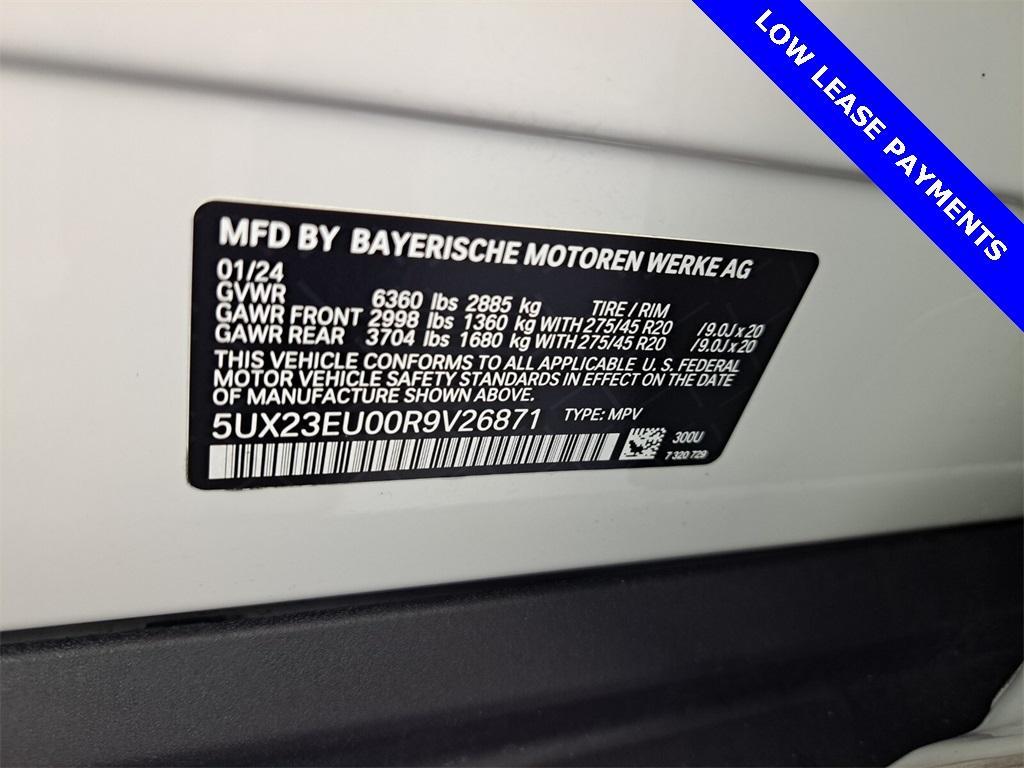 LOW LEASE PAYMENTS
MFD BY BAYERISCHE MOTOREN WERKE AG
01/24
GVWR 6360 lbs 2885 kg TIRE / RIM
GAWR FRONT 2998 lbs 1360 kg WITH 275/45 R20 /9.0J x 20
GAWR REAR 3704 lbs 1680 kg WITH 275/45 R20 /9.0J x 20
THIS VEHICLE CONFORMS TO ALL APPLICABLE U.S. FEDERAL
MOTOR VEHICLE SAFETY STANDARDS IN EFFECT ON THE DATE
OF MANUFACTURE SHOWN ABOVE.
5UX23EU00R9V26871 TYPE: MPV
300U
7 320 729